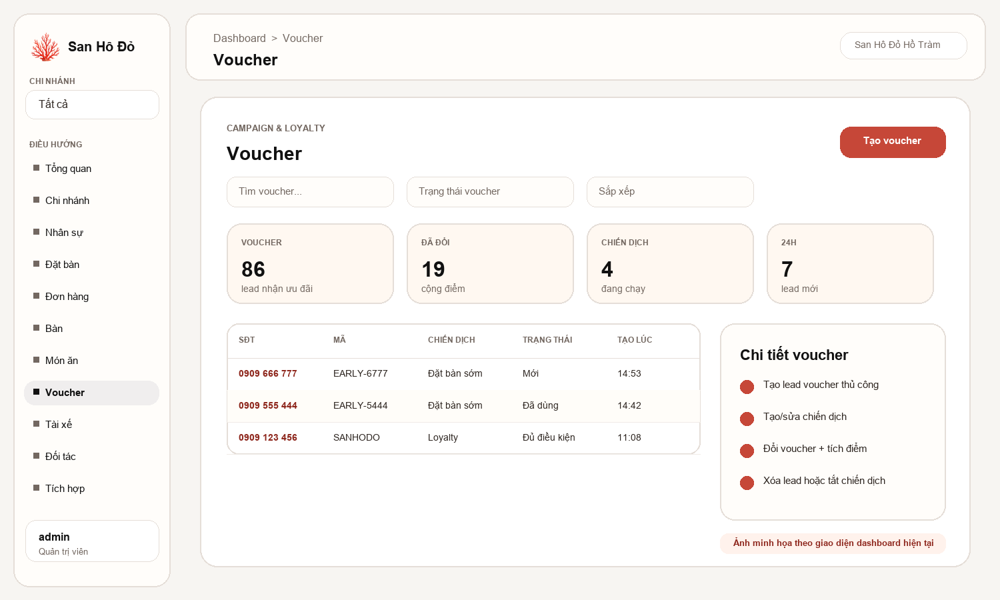 San Hô Đỏ
CHI NHÁNH
Tất cả
ĐIỀU HƯỚNG
Tổng quan
Chi nhánh
Nhân sự
Đặt bàn
Đơn hàng
Bàn
Món ăn
Voucher
Tài xế
Đối tác
Tích hợp
admin
Quản trị viên
Dashboard > Voucher
Voucher
San Hô Đỏ Hồ Tràm
CAMPAIGN & LOYALTY
Voucher
Tạo voucher
Tìm voucher...
Trạng thái voucher
Sắp xếp
VOUCHER
86
lead nhận ưu đãi
ĐÃ ĐỔI
19
cộng điểm
CHIẾN DỊCH
4
đang chạy
24H
7
lead mới
SĐT MÃ CHIẾN DỊCH TRẠNG THÁI TẠO LÚC
0909 666 777 EARLY-6777 Đặt bàn sớm Mới 14:53
0909 555 444 EARLY-5444 Đặt bàn sớm Đã dùng 14:42
0909 123 456 SANHODO Loyalty Đủ điều kiện 11:08
Chi tiết voucher
Tạo lead voucher thủ công
Tạo/sửa chiến dịch
Đổi voucher + tích điểm
Xóa lead hoặc tắt chiến dịch
Ảnh minh họa theo giao diện dashboard hiện tại